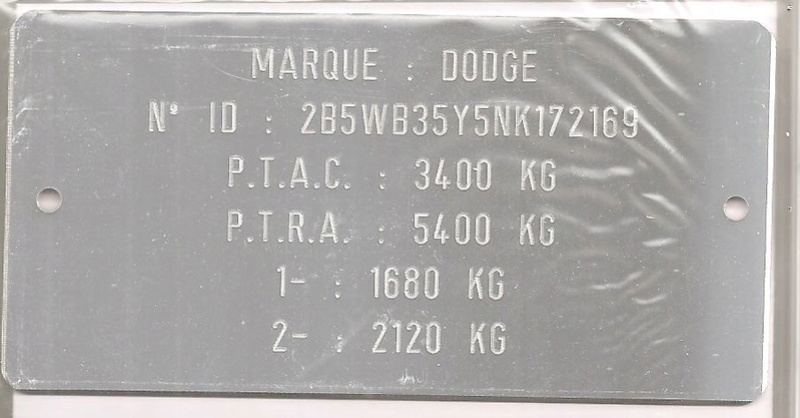 MARQUE : DODGE
N° ID : 2B5WB35Y5NK172169
P.T.A.C. : 3400 KG
P.T.R.A. : 5400 KG
1- : 1680 KG
2- : 2120 KG